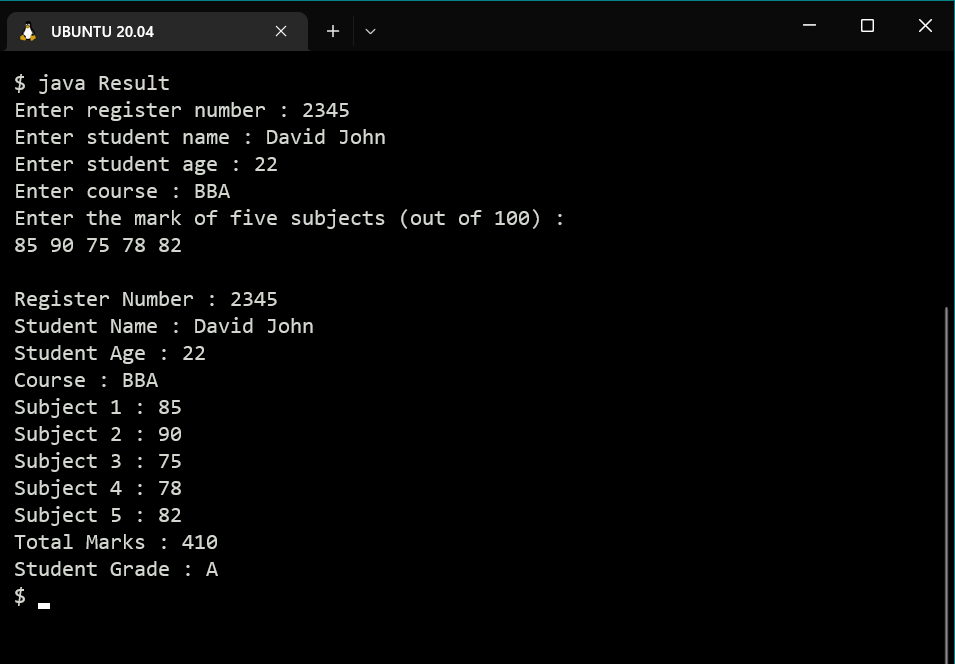 UBUNTU 20.04
$ java Result
Enter register number : 2345
Enter student name : David John
Enter student age : 22
Enter course : BBA
Enter the mark of five subjects (out of 100) :
85 90 75 78 82
Register Number : 2345
Student Name : David John
Student Age : 22
Course : BBA
Subject 1 : 85
Subject 2 : 90
Subject 3 : 75
Subject 4 : 78
Subject 5 : 82
Total Marks : 410
Student Grade : A
$